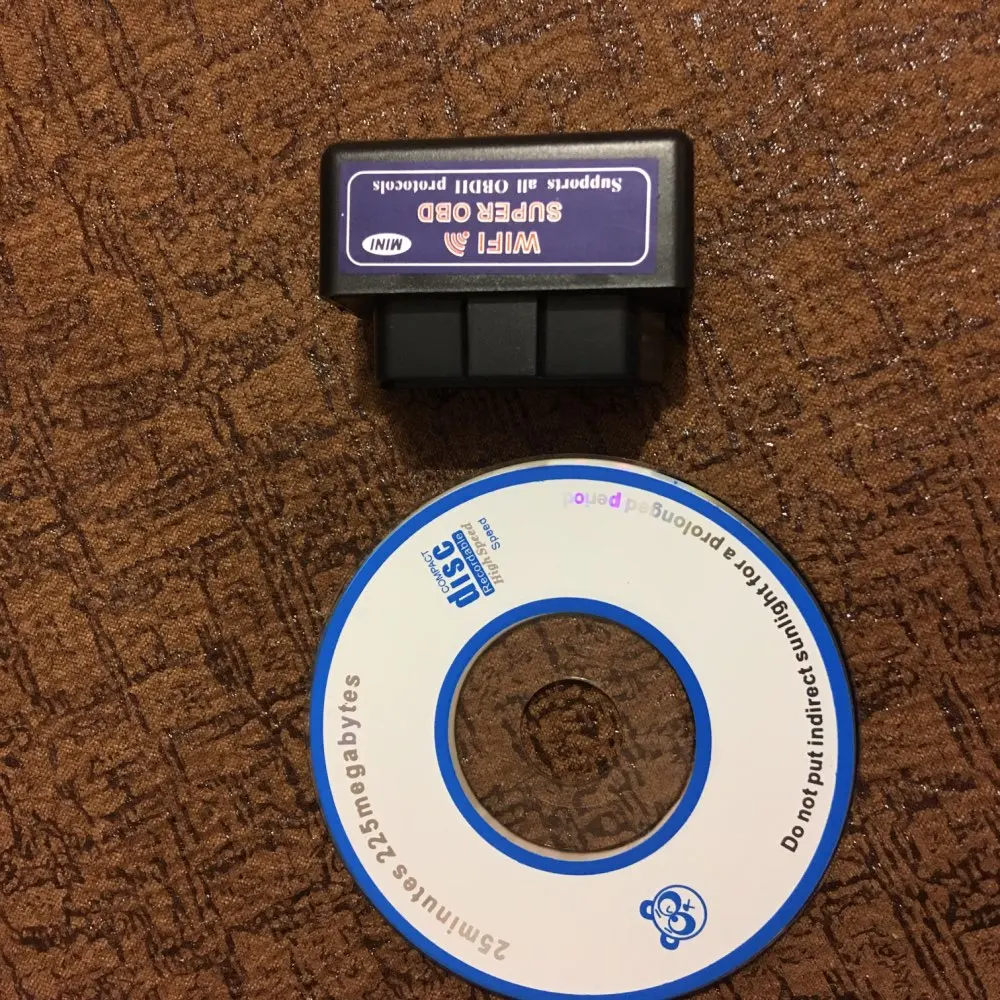 MINI
WIFI
SUPER OBD
Supports all OBDII protocols
COMPACT
disc
Recordable
High Speed
Speed
Do not put indirect sunlight for a prolonged period
25minutes 225megabytes